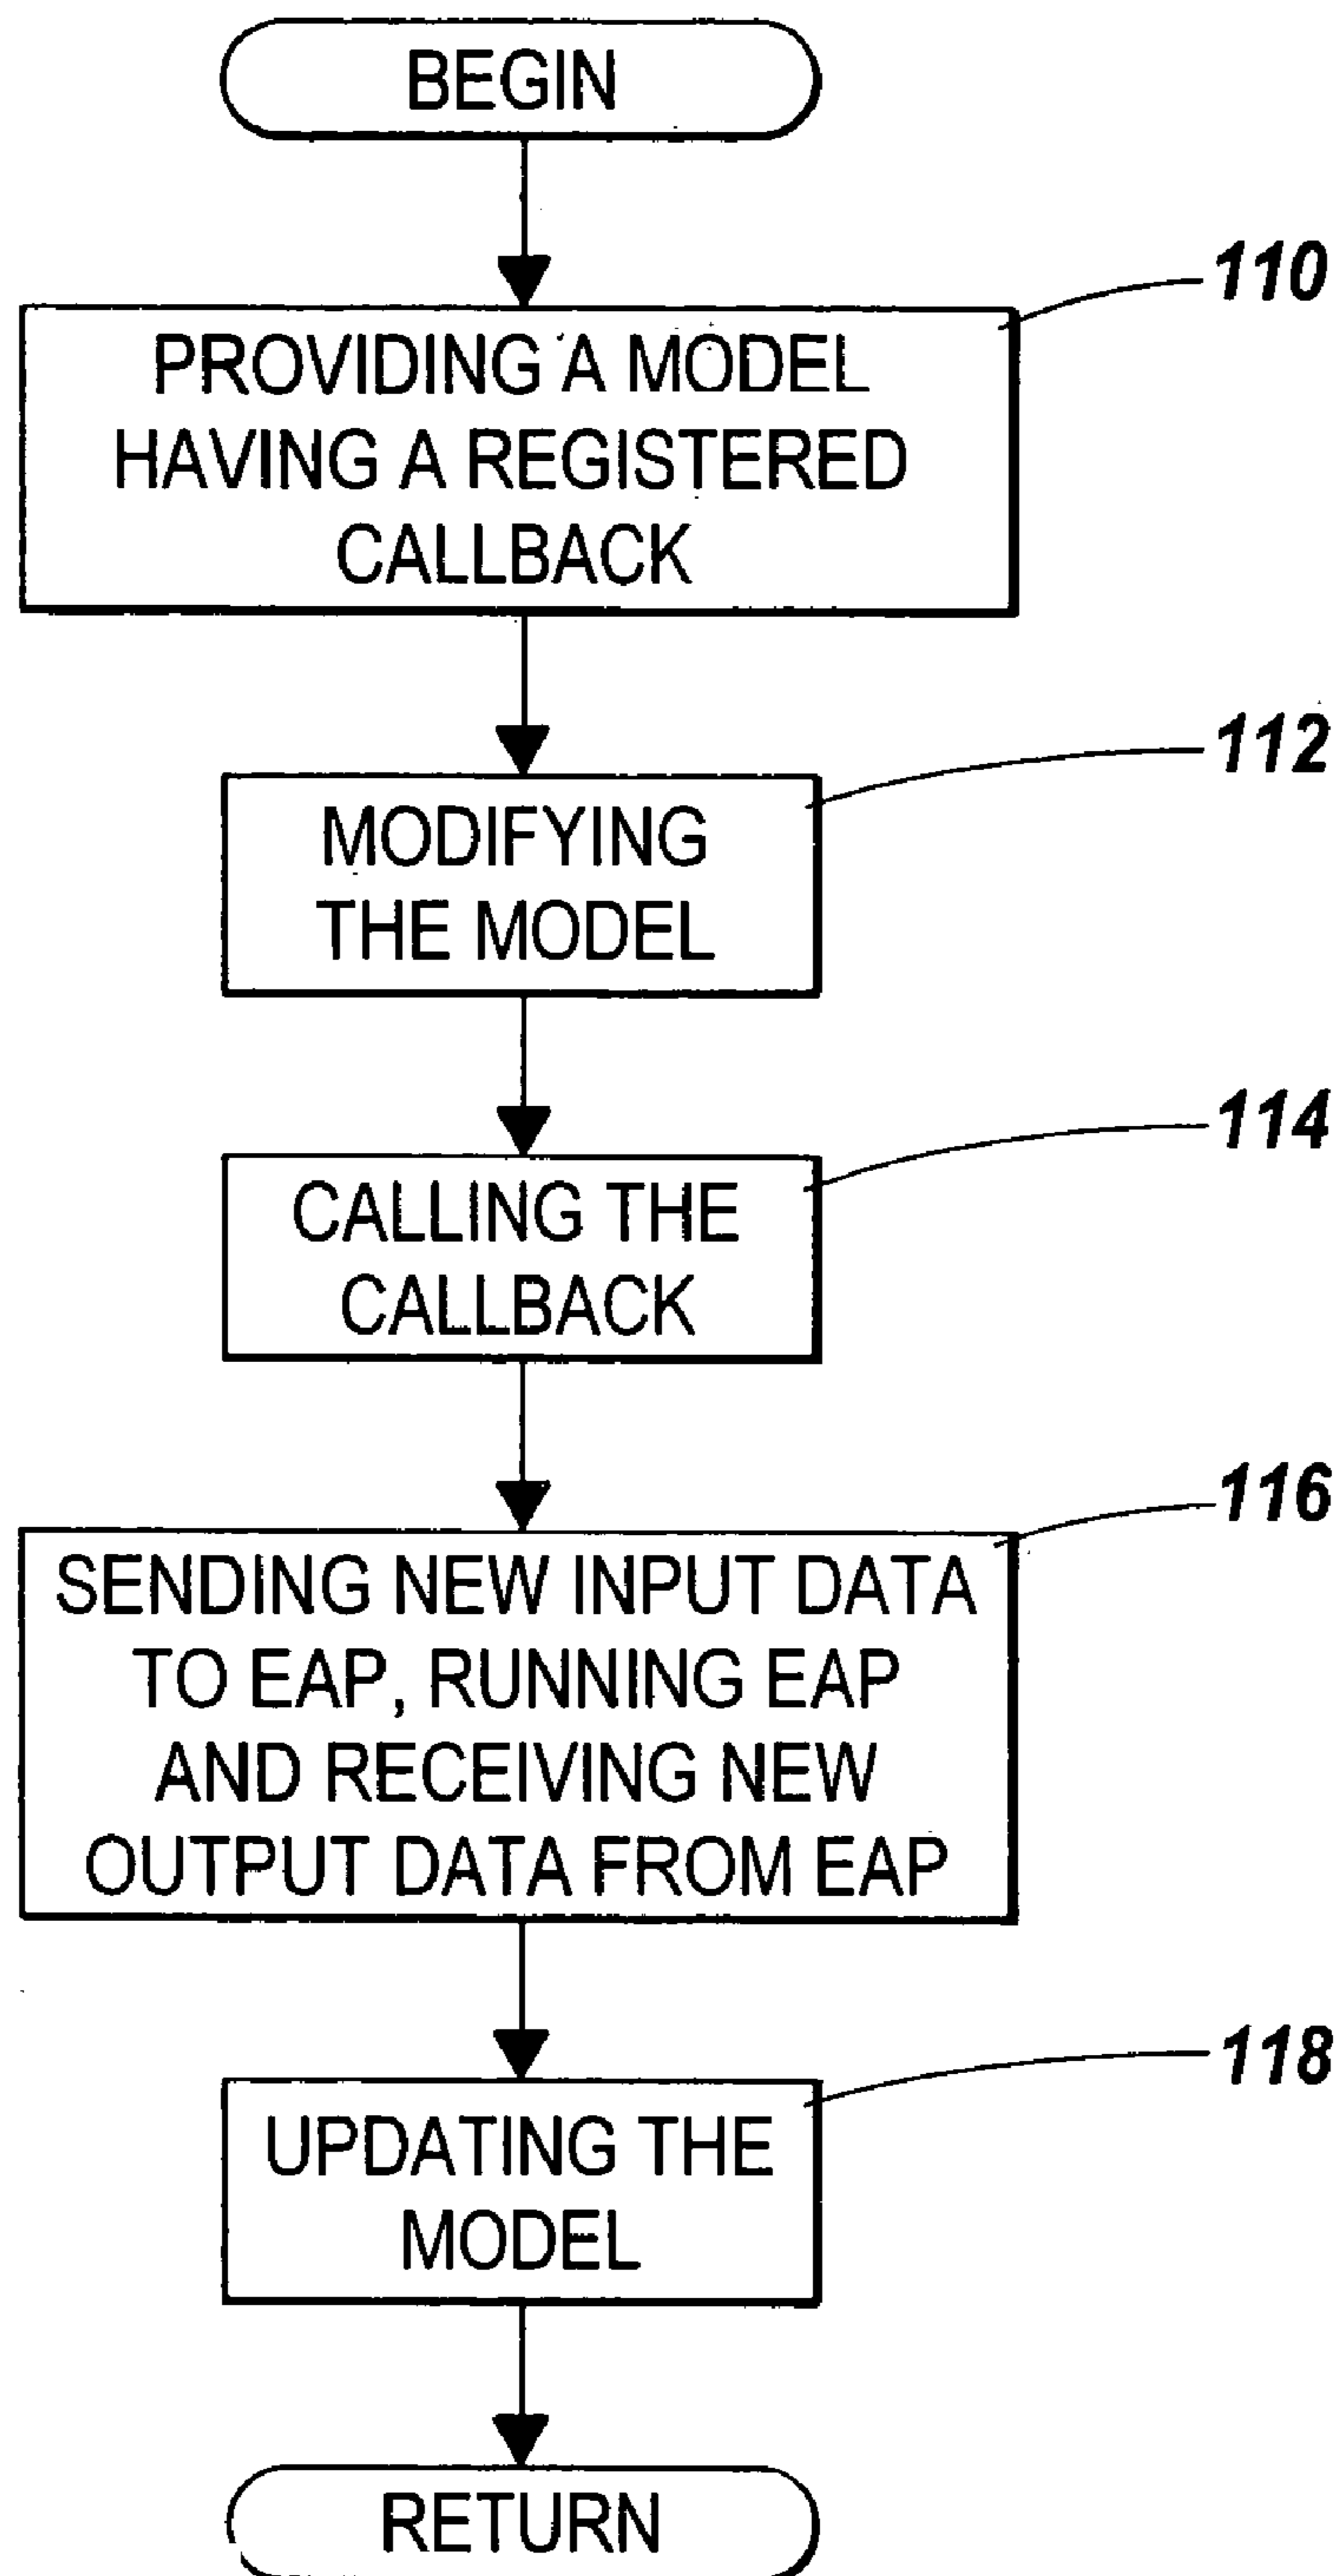 BEGIN
110
PROVIDING A MODEL
HAVING A REGISTERED
CALLBACK
112
MODIFYING
THE MODEL
114
CALLING THE
CALLBACK
116
SENDING NEW INPUT DATA
TO EAP, RUNNING EAP
AND RECEIVING NEW
OUTPUT DATA FROM EAP
118
UPDATING THE
MODEL
RETURN